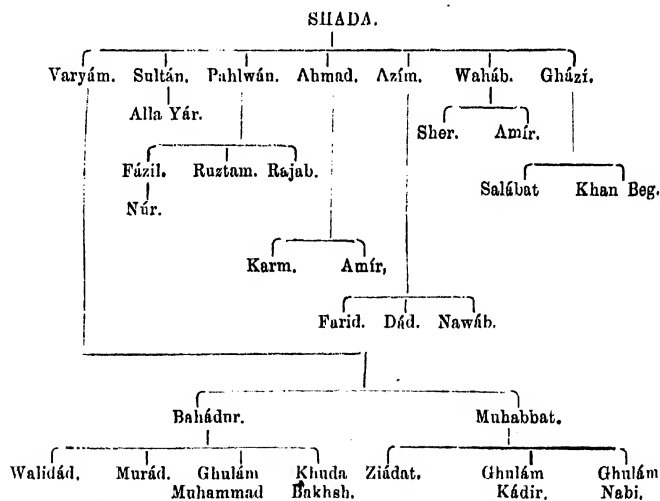 SHADA.
Varyám. Sultán. Pahlwán. Ahmad. Azím. Waháb. Gházi.
Alla Yár.
Sher. Amír.
Fázil. Ruztam. Rajab.
Salábat Khan Beg.
Núr.
Karm. Amír,
Farid. Dád. Nawáb.
Bahádur. Muhabbat.
Walidád. Murád. Ghulám Khuda Ziádat. Ghulám Ghulám
Muhammad Bakhsh. Kádir. Nabi.